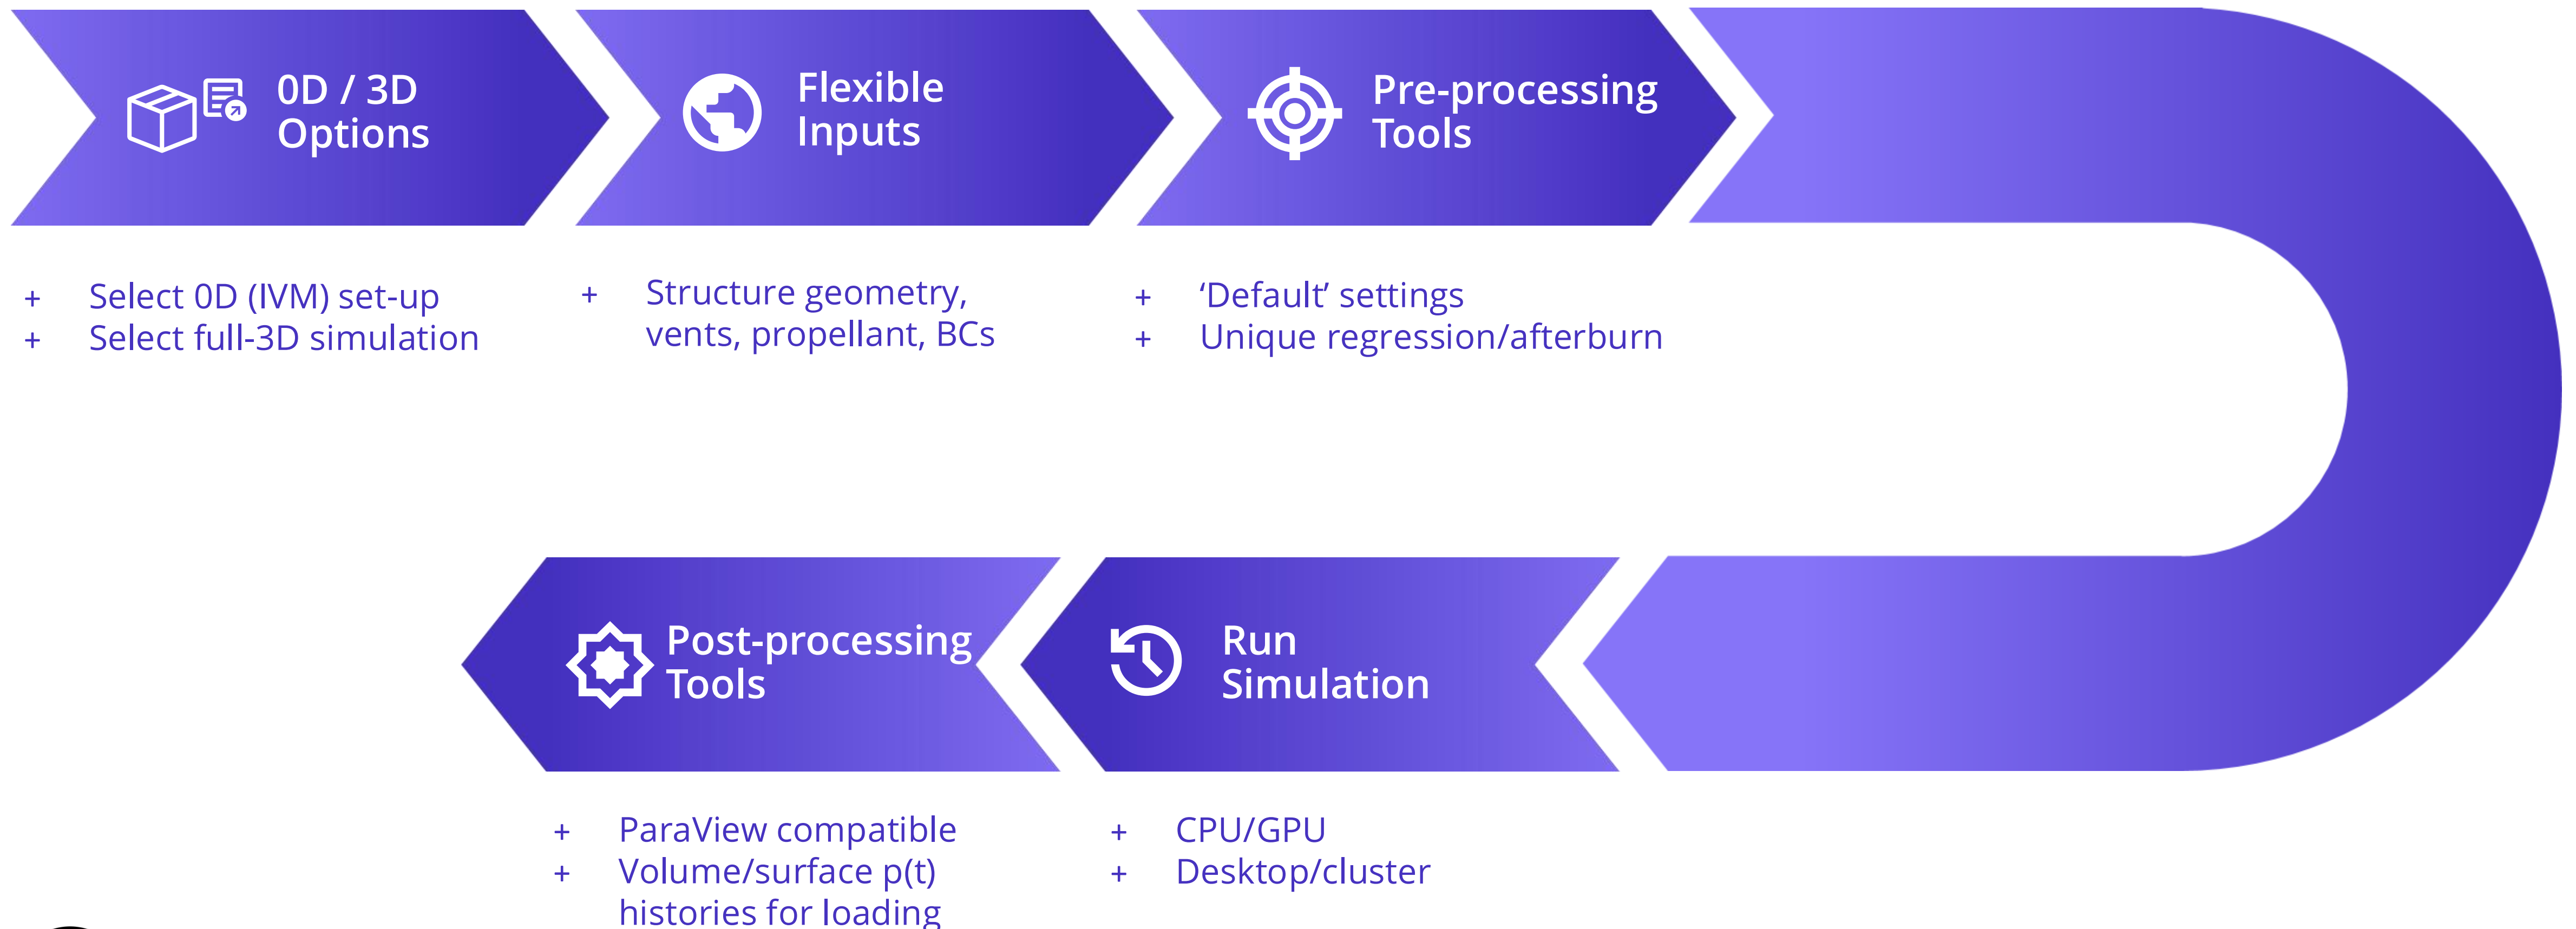 0D / 3D
Options
Flexible
Inputs
Pre-processing
Tools
+ Select 0D (IVM) set-up
+ Select full-3D simulation
+ Structure geometry,
vents, propellant, BCs
+ ‘Default’ settings
+ Unique regression/afterburn
Run
Simulation
+ CPU/GPU
+ Desktop/cluster
Post-processing
Tools
+ ParaView compatible
+ Volume/surface p(t)
histories for loading